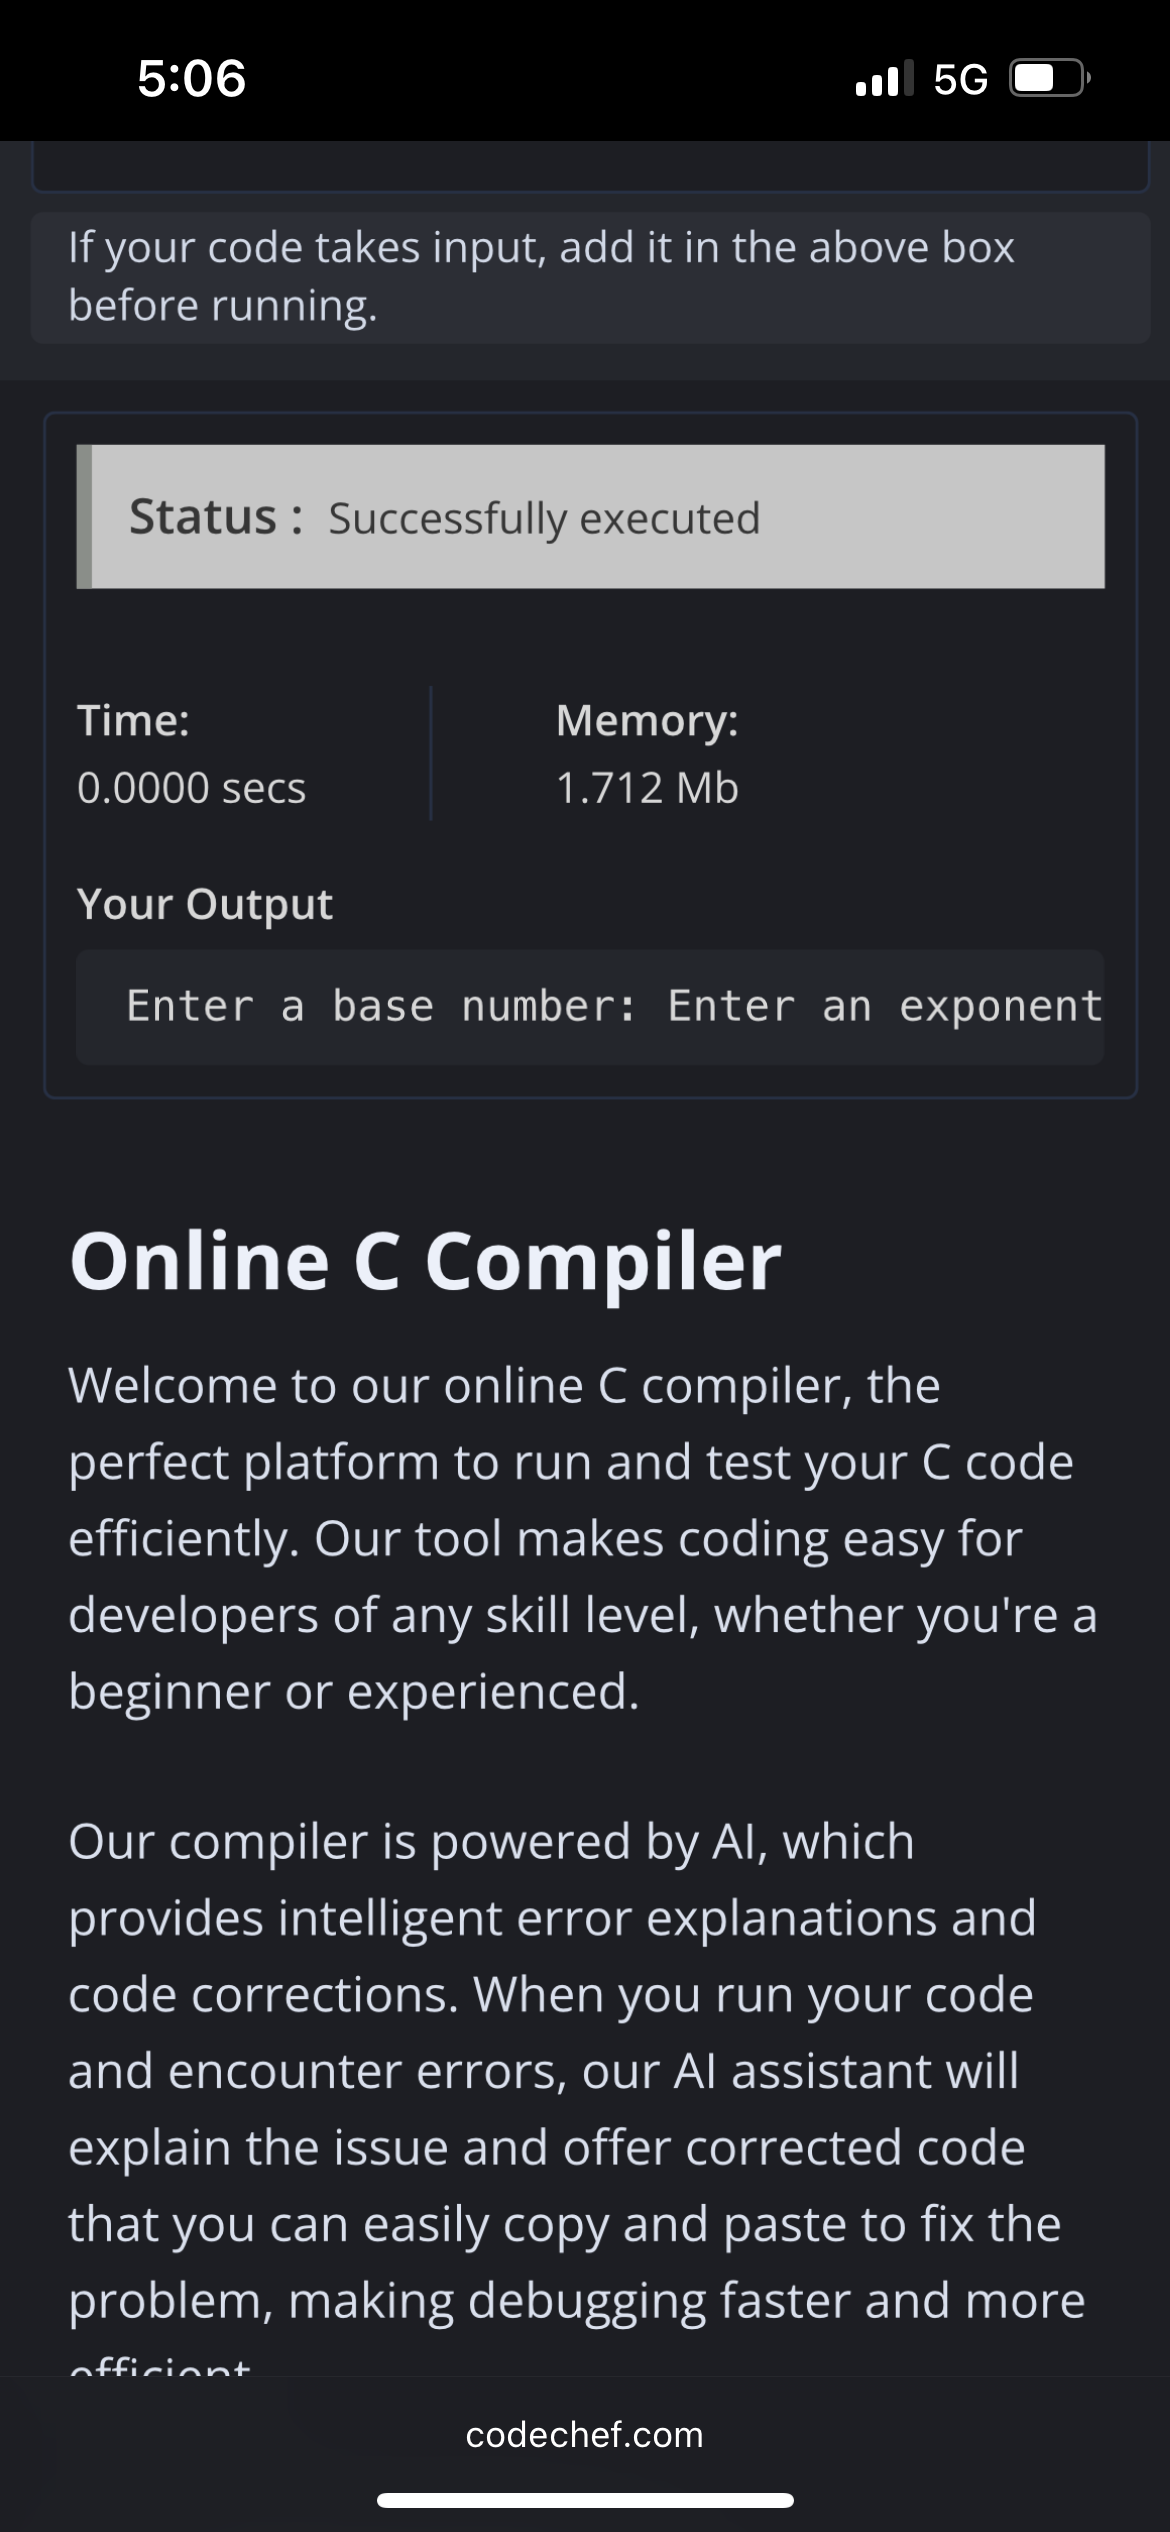 5:06
5G
If your code takes input, add it in the above box
before running.
Status : Successfully executed
Time:
0.0000 secs
Memory:
1.712 Mb
Your Output
Enter a base number: Enter an exponent
Online C Compiler
Welcome to our online C compiler, the
perfect platform to run and test your C code
efficiently. Our tool makes coding easy for
developers of any skill level, whether you're a
beginner or experienced.
Our compiler is powered by AI, which
provides intelligent error explanations and
code corrections. When you run your code
and encounter errors, our AI assistant will
explain the issue and offer corrected code
that you can easily copy and paste to fix the
problem, making debugging faster and more
efficient
codechef.com